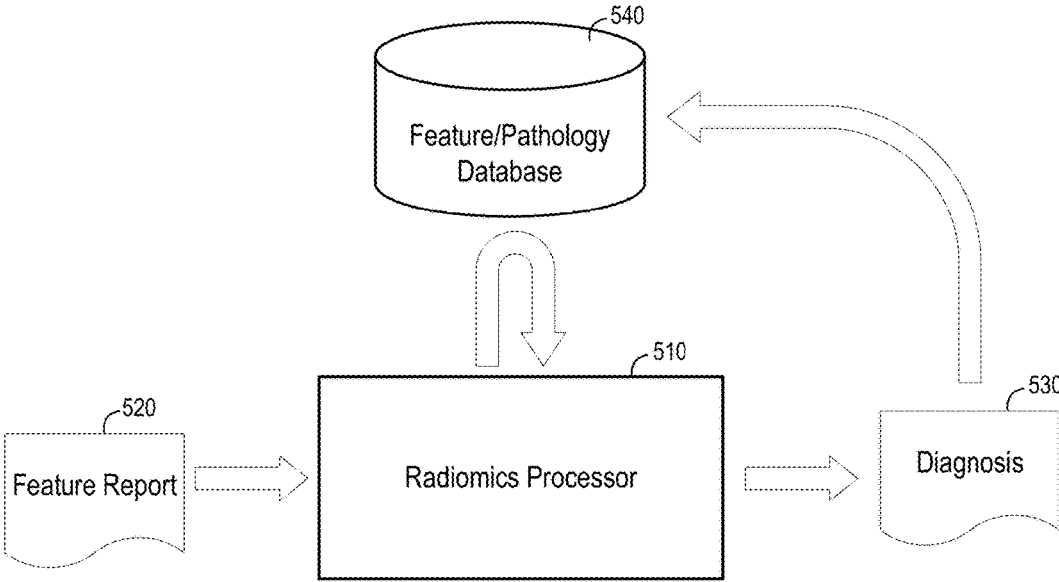 540
Feature/Pathology
Database
510
520
530
Feature Report
Radiomics Processor
Diagnosis